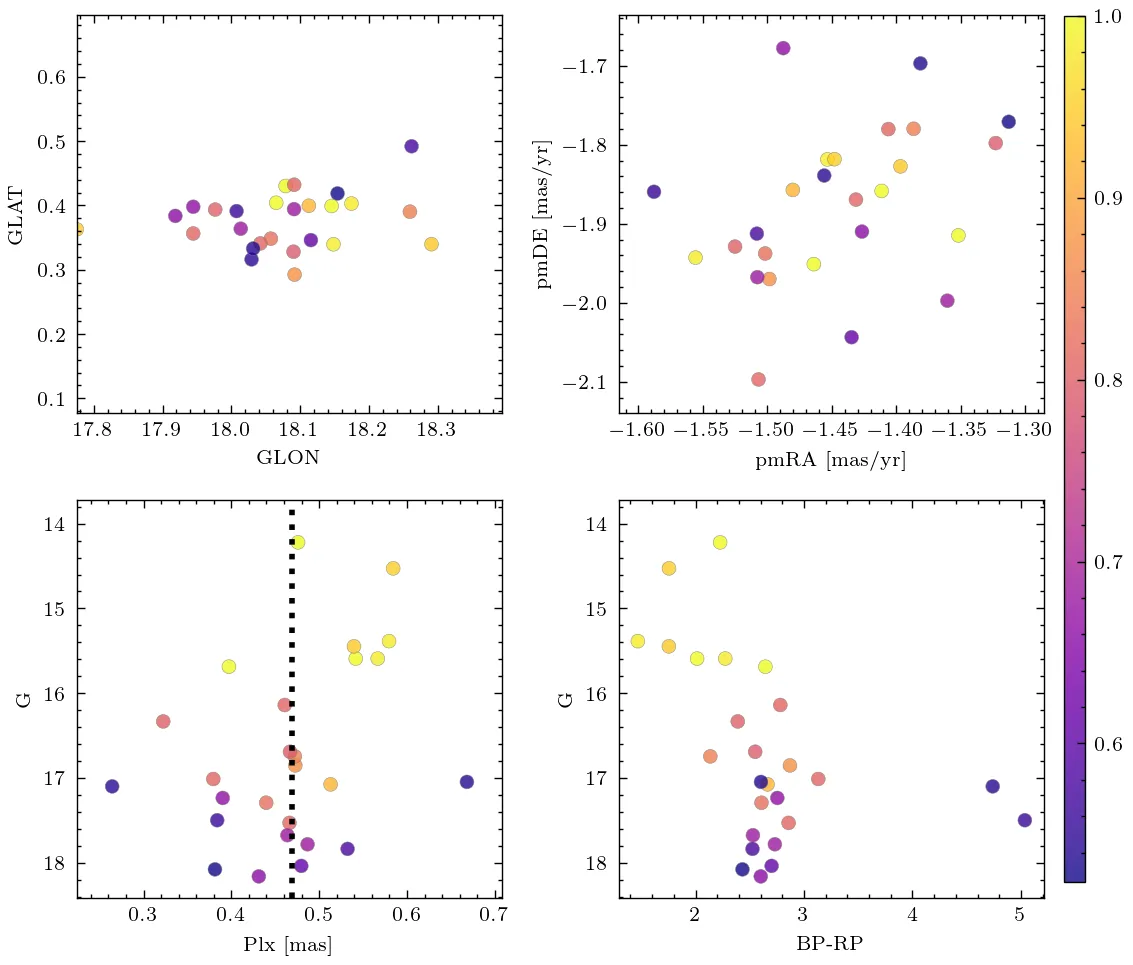 0.6
0.5
0.4
0.3
0.2
0.1
GLAT
17.8 17.9 18.0 18.1 18.2 18.3
GLON
−1.7
−1.8
−1.9
−2.0
−2.1
pmDE [mas/yr]
−1.60 −1.55 −1.50 −1.45 −1.40 −1.35 −1.30
pmRA [mas/yr]
14
15
16
17
18
G
0.3 0.4 0.5 0.6 0.7
Plx [mas]
14
15
16
17
18
G
2 3 4 5
BP-RP
1.0
0.9
0.8
0.7
0.6